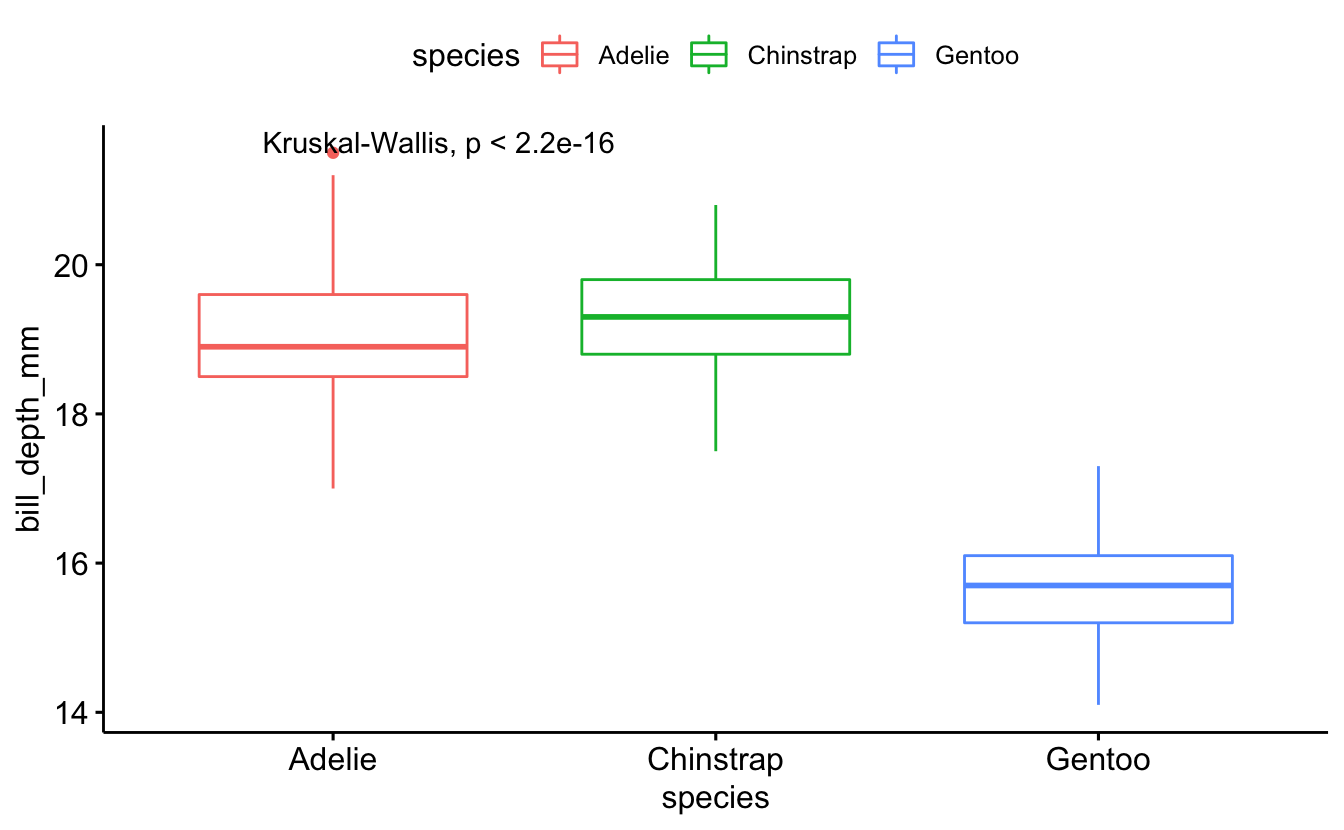 species Adelie Chinstrap Gentoo
Kruskal-Wallis, p < 2.2e-16
bill_depth_mm
20
18
16
14
Adelie Chinstrap Gentoo
species